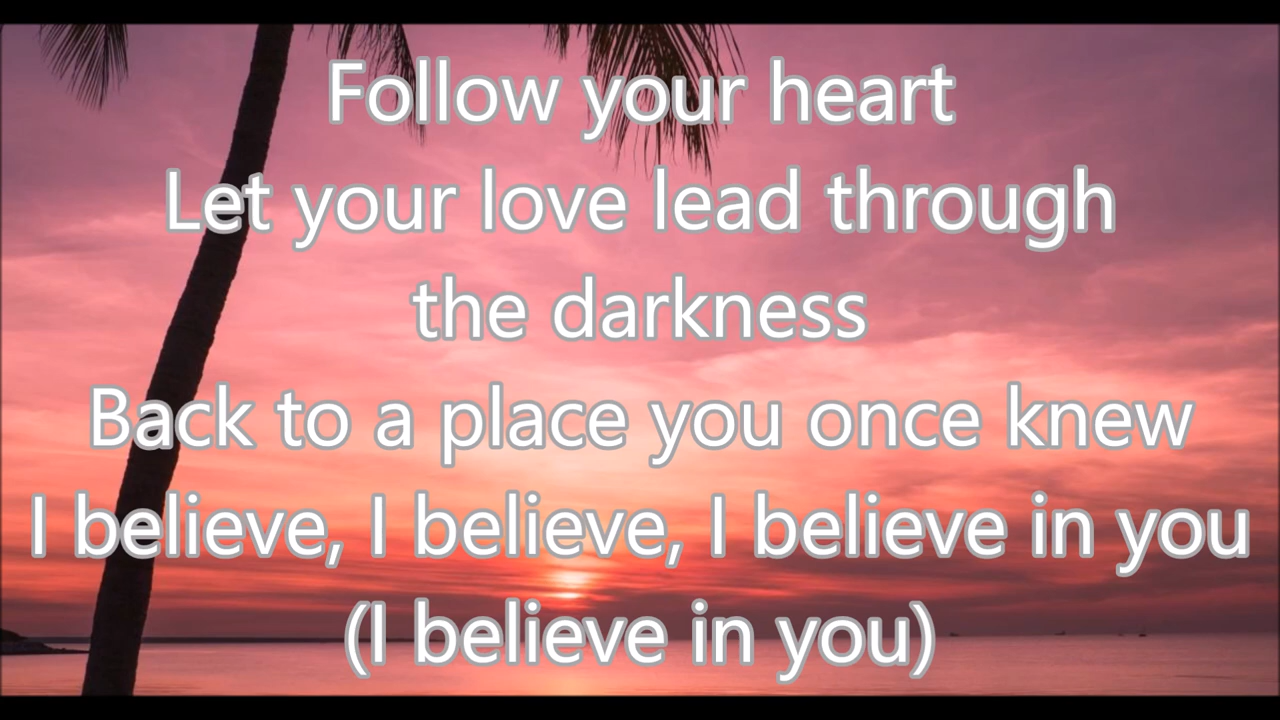 Follow your heart
Let your love lead through
the darkness
Back to a place you once knew
I believe, I believe, I believe in you
(I believe in you)